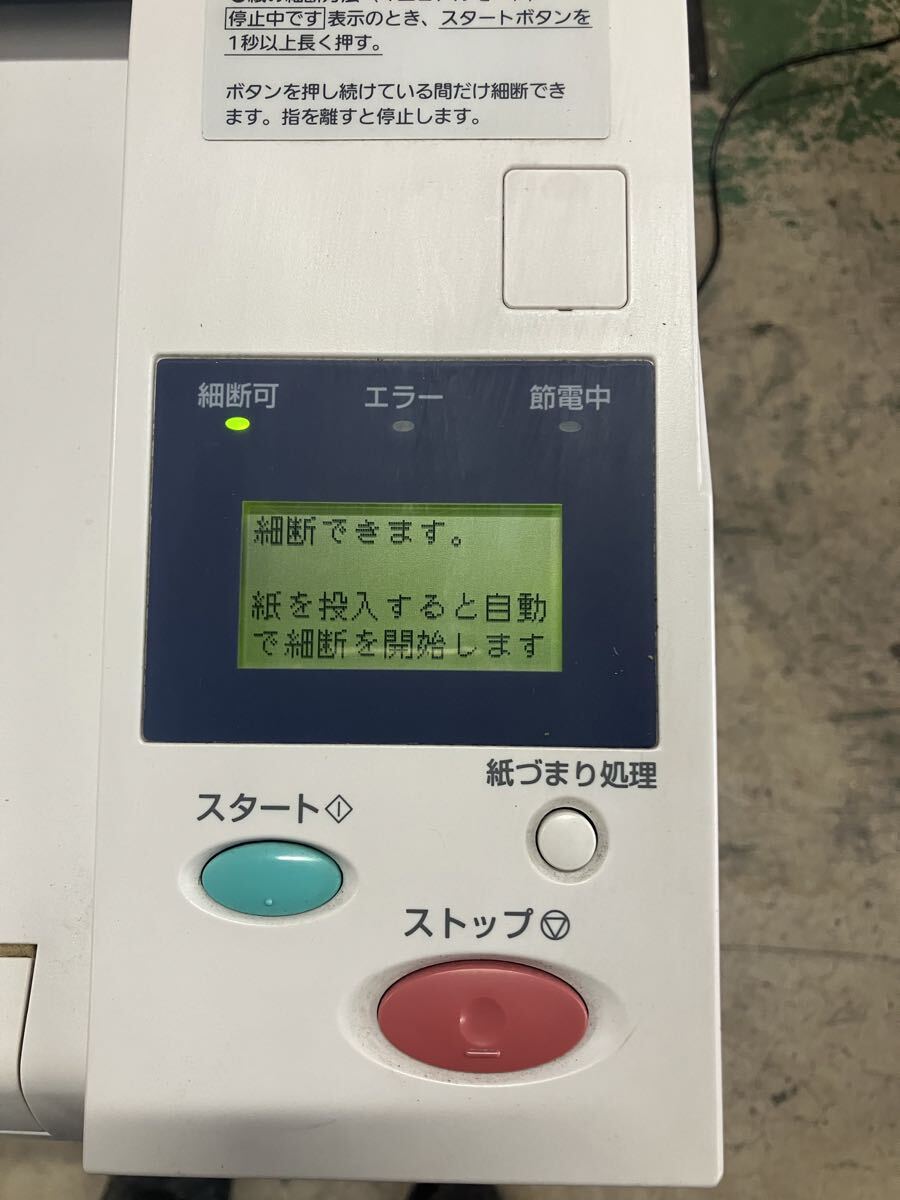 停止中です 表示のとき、スタートボタンを
1秒以上長く押す。
ボタンを押し続けている間だけ細断でき
ます。指を離すと停止します。
細断可 エラー 節電中
細断できます。
紙を投入すると自動
で細断を開始します
紙づまり処理
スタート
ストップ